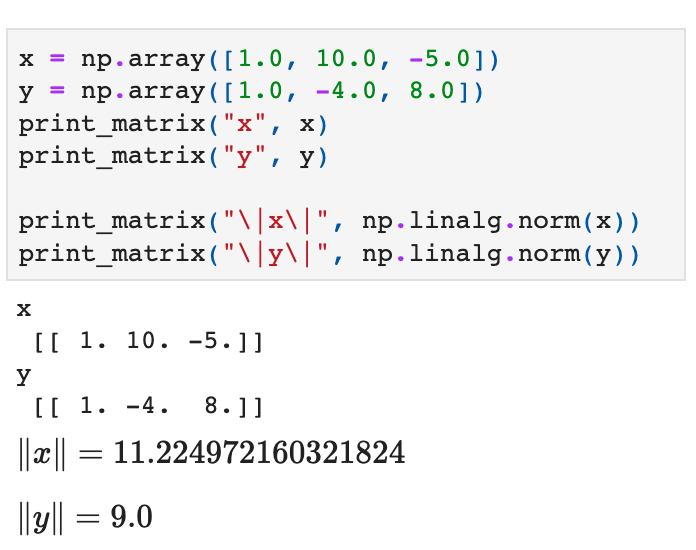 x = np.array([1.0, 10.0, -5.0])
y = np.array([1.0, -4.0, 8.0])
print_matrix("x", x)
print_matrix("y", y)
print_matrix("\|x\|", np.linalg.norm(x))
print_matrix("\|y\|", np.linalg.norm(y))
x
[[ 1. 10. -5.]]
y
[[ 1. -4.  8.]]
‖x‖ = 11.224972160321824
‖y‖ = 9.0